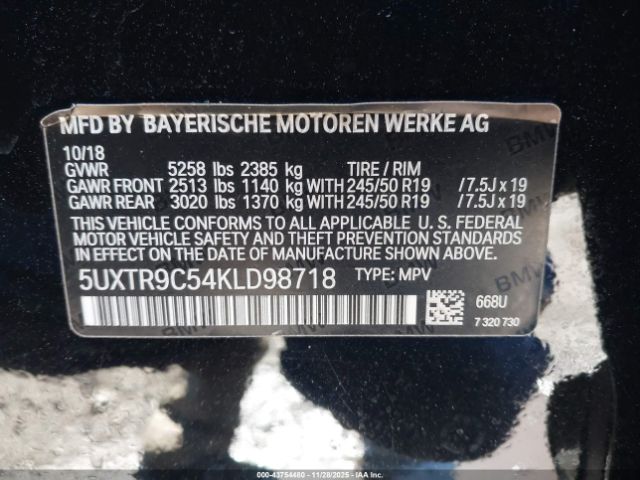 MFD BY BAYERISCHE MOTOREN WERKE AG
10/18
GVWR 5258 lbs 2385 kg TIRE / RIM
GAWR FRONT 2513 lbs 1140 kg WITH 245/50 R19 /7.5J x 19
GAWR REAR 3020 lbs 1370 kg WITH 245/50 R19 /7.5J x 19
THIS VEHICLE CONFORMS TO ALL APPLICABLE U. S. FEDERAL
MOTOR VEHICLE SAFETY AND THEFT PREVENTION STANDARDS
IN EFFECT ON THE DATE OF MANUFACTURE SHOWN ABOVE.
5UXTR9C54KLD98718 TYPE: MPV
668U
7 320 730
000-43754480 - 11/28/2025 - IAA